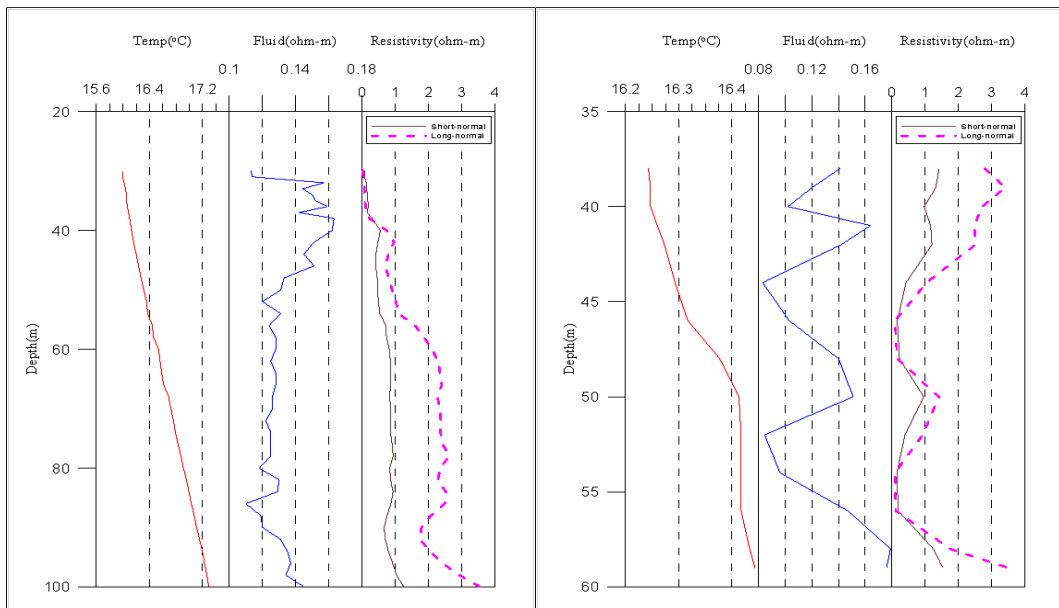 Temp(ºC) Fluid(ohm-m) Resistivity(ohm-m)
0.1 0.14 0.18
15.6 16.4 17.2 0 1 2 3 4
20
Short-normal
Long-normal
40
Depth(m)
60
80
100
Temp(ºC) Fluid(ohm-m) Resistivity(ohm-m)
0.08 0.12 0.16
16.2 16.3 16.4 0 1 2 3 4
35
Short-normal
Long-normal
40
45
Depth(m)
50
55
60